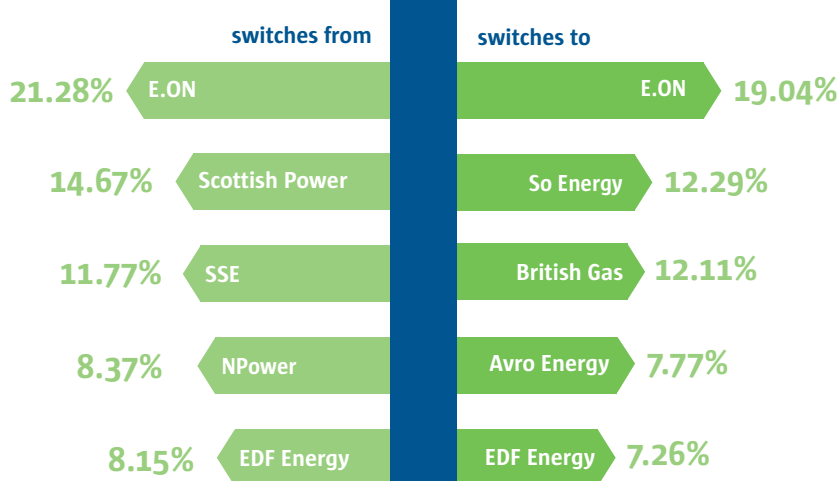 switches from
switches to
21.28% E.ON
E.ON 19.04%
14.67% Scottish Power
So Energy 12.29%
11.77% SSE
British Gas 12.11%
8.37% NPower
Avro Energy 7.77%
8.15% EDF Energy
EDF Energy 7.26%